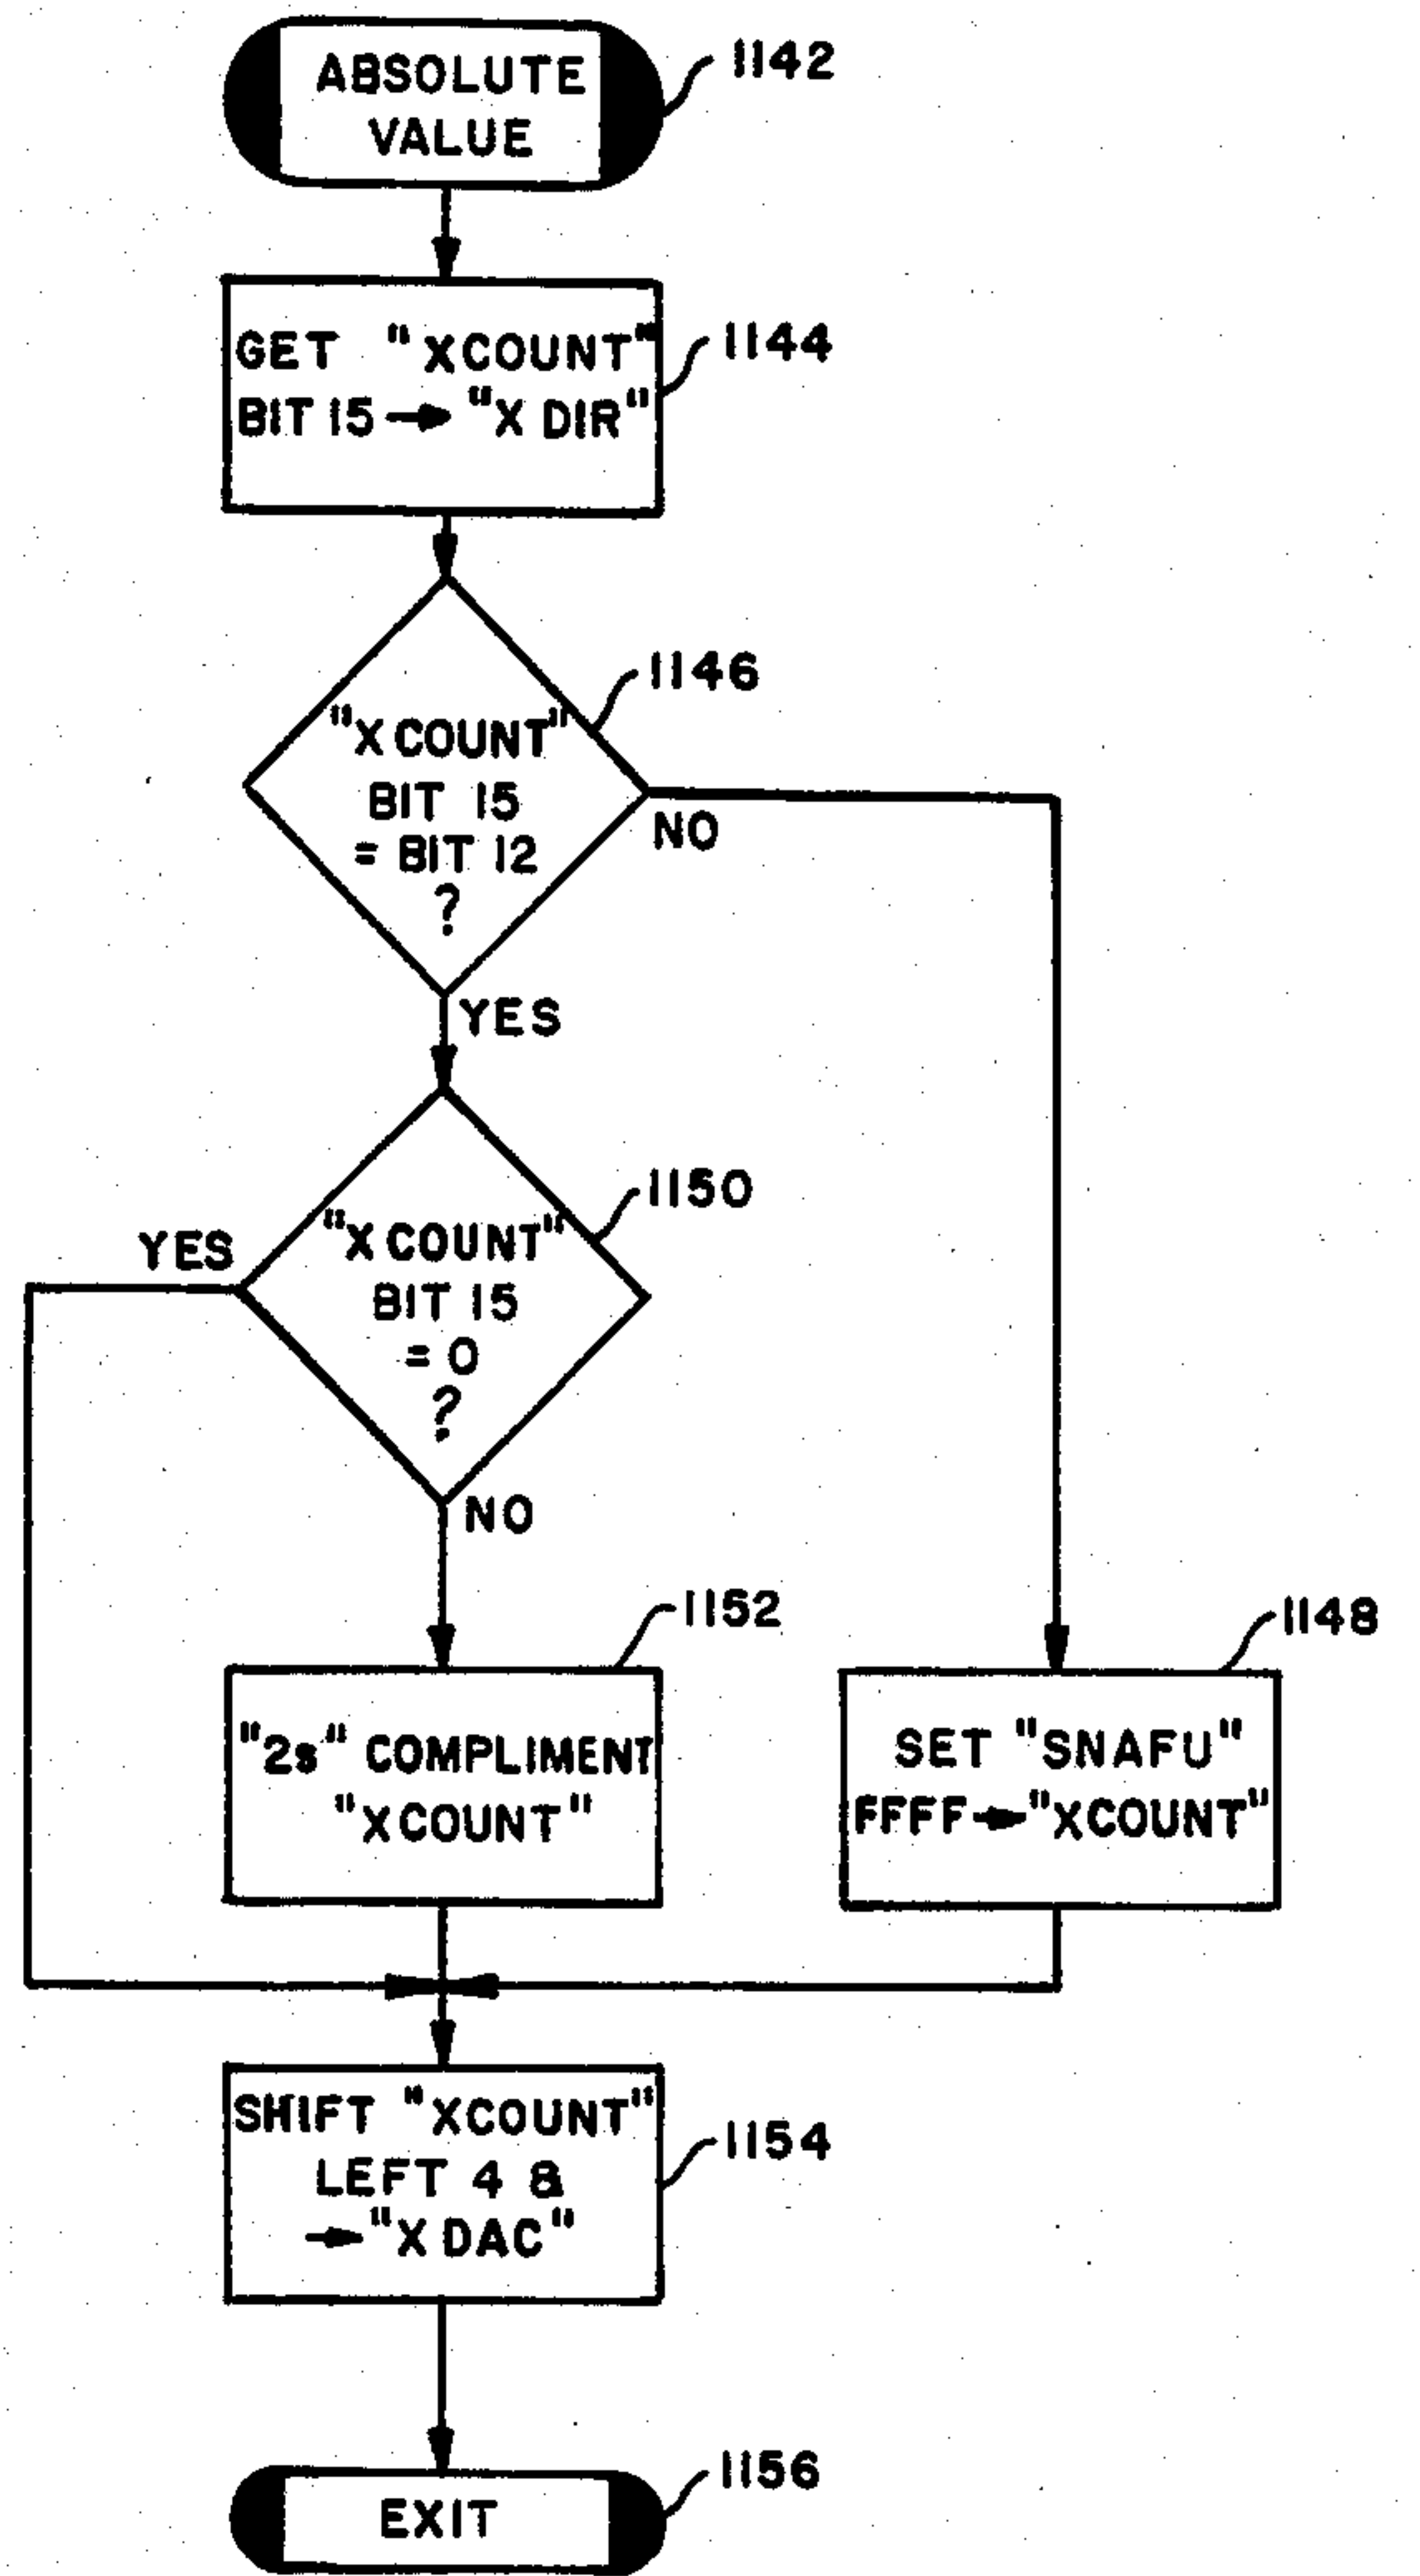 ABSOLUTE
VALUE
1142
GET "XCOUNT"
BIT 15 → "X DIR"
1144
"X COUNT"
BIT 15
= BIT 12
?
1146
NO
YES
"X COUNT"
BIT 15
= 0
?
1150
YES
NO
"2s" COMPLIMENT
"XCOUNT"
1152
SET "SNAFU"
FFFF → "XCOUNT"
1148
SHIFT "XCOUNT"
LEFT 4 &
→ "X DAC"
1154
EXIT
1156